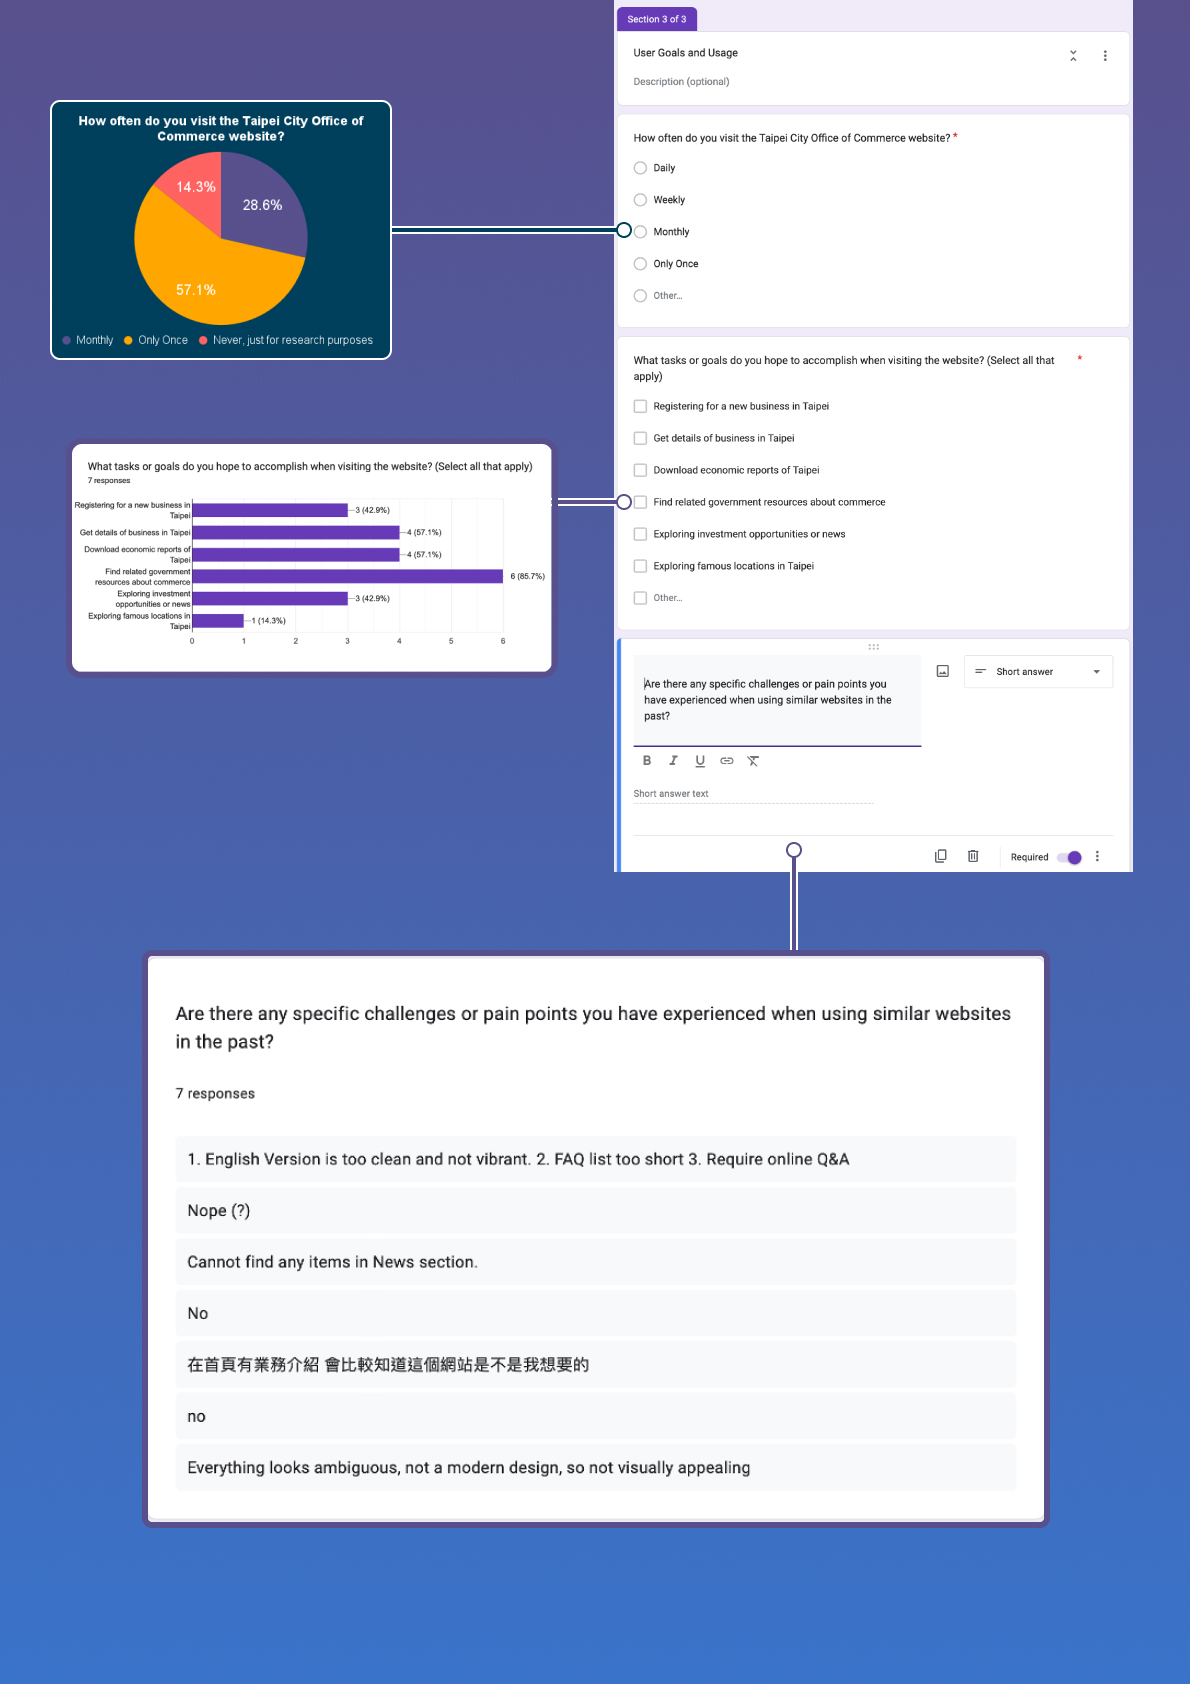 Section 3 of 3
User Goals and Usage
Description (optional)
How often do you visit the Taipei City Office of Commerce website? *
Daily
Weekly
Monthly
Only Once
Other...
What tasks or goals do you hope to accomplish when visiting the website? (Select all that *
apply)
Registering for a new business in Taipei
Get details of business in Taipei
Download economic reports of Taipei
Find related government resources about commerce
Exploring investment opportunities or news
Exploring famous locations in Taipei
Other...
Are there any specific challenges or pain points you
have experienced when using similar websites in the
past?
Short answer
B I U
Short answer text
Required
How often do you visit the Taipei City Office of
Commerce website?
14.3%
28.6%
57.1%
Monthly Only Once Never, just for research purposes
What tasks or goals do you hope to accomplish when visiting the website? (Select all that apply)
7 responses
Registering for a new business in
Taipei
3 (42.9%)
Get details of business in Taipei
4 (57.1%)
Download economic reports of
Taipei
4 (57.1%)
Find related government
resources about commerce
6 (85.7%)
Exploring investment
opportunities or news
3 (42.9%)
Exploring famous locations in
Taipei
1 (14.3%)
0 1 2 3 4 5 6
Are there any specific challenges or pain points you have experienced when using similar websites
in the past?
7 responses
1. English Version is too clean and not vibrant. 2. FAQ list too short 3. Require online Q&A
Nope (?)
Cannot find any items in News section.
No
在首頁有業務介紹 會比較知道這個網站是不是我想要的
no
Everything looks ambiguous, not a modern design, so not visually appealing